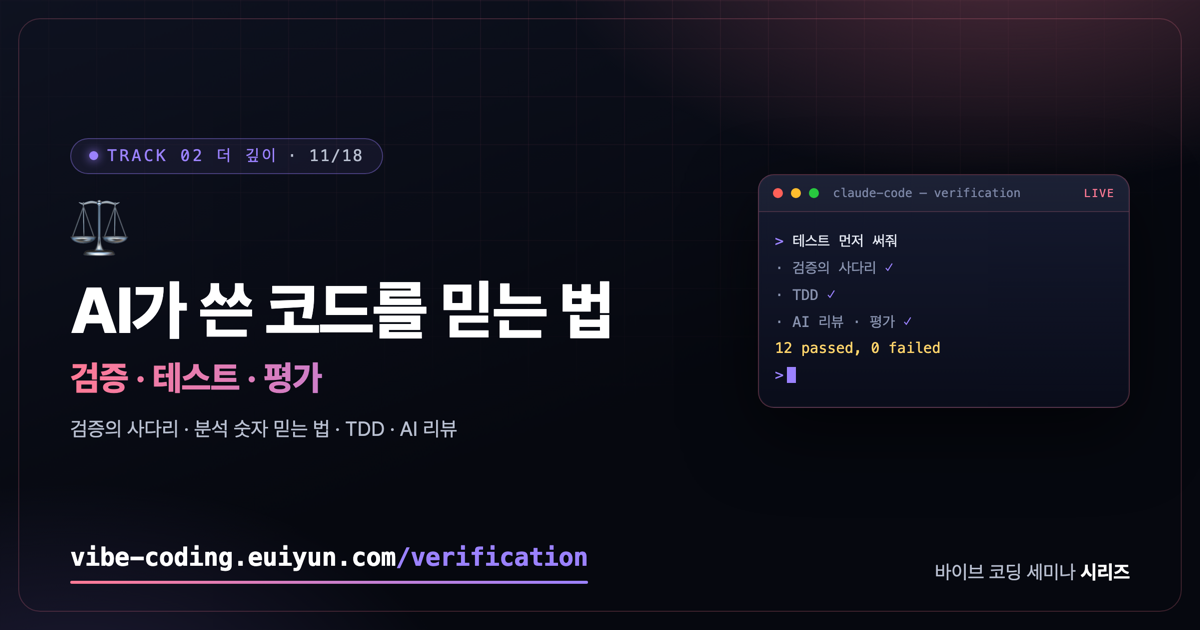 TRACK 02 더 깊이 · 11/18
AI가 쓴 코드를 믿는 법
검증 · 테스트 · 평가
검증의 사다리 · 분석 숫자 믿는 법 · TDD · AI 리뷰
vibe-coding.euiyun.com/verification
claude-code — verification
LIVE
> 테스트 먼저 써줘
· 검증의 사다리 ✓
· TDD ✓
· AI 리뷰 · 평가 ✓
12 passed, 0 failed
>
바이브 코딩 세미나 시리즈